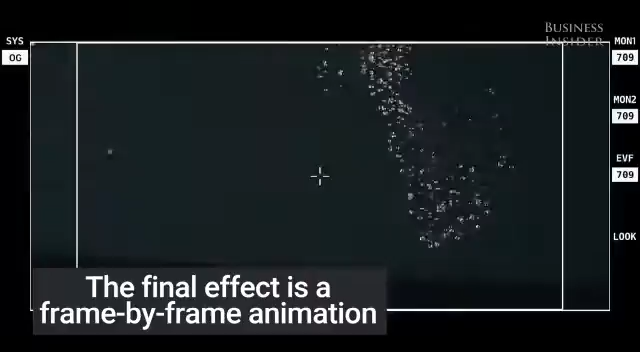 BUSINESS
INSIDER
SYS
OG
MON1
709
MON2
709
EVF
709
LOOK
The final effect is a
frame-by-frame animation